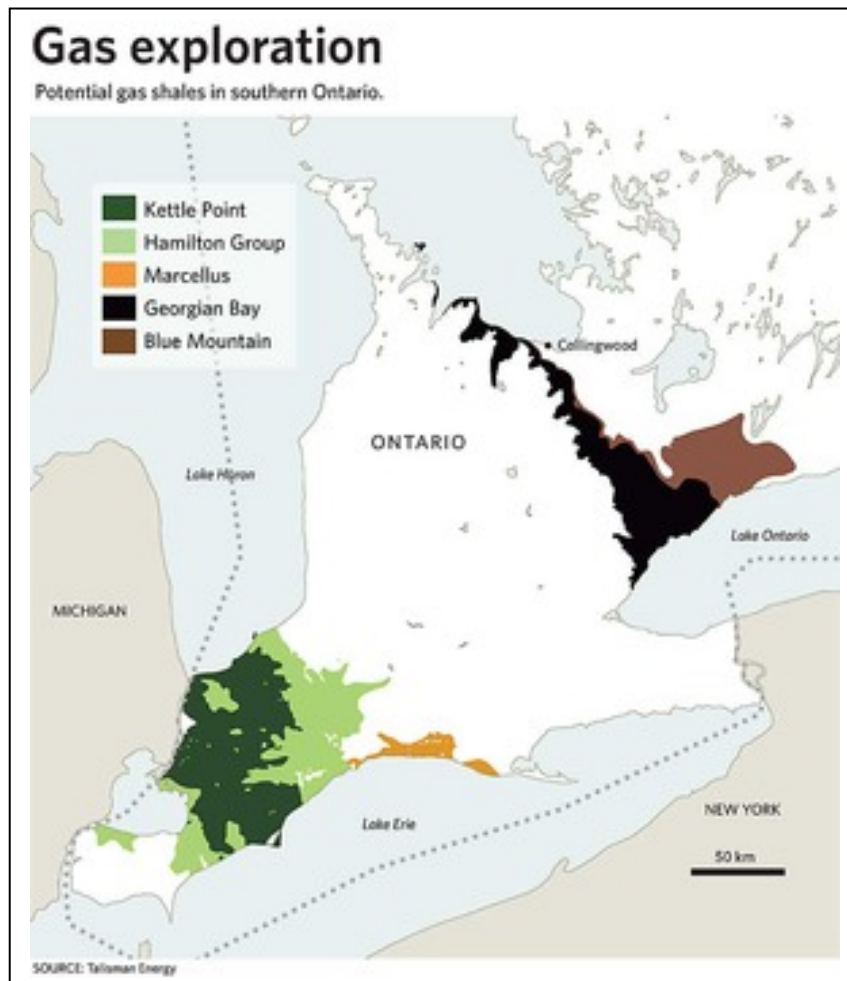 Gas exploration
Potential gas shales in southern Ontario.
Kettle Point
Hamilton Group
Marcellus
Georgian Bay
Blue Mountain
Collingwood
ONTARIO
Lake Huron
Lake Ontario
MICHIGAN
NEW YORK
Lake Erie
50 km
SOURCE: Talisman Energy